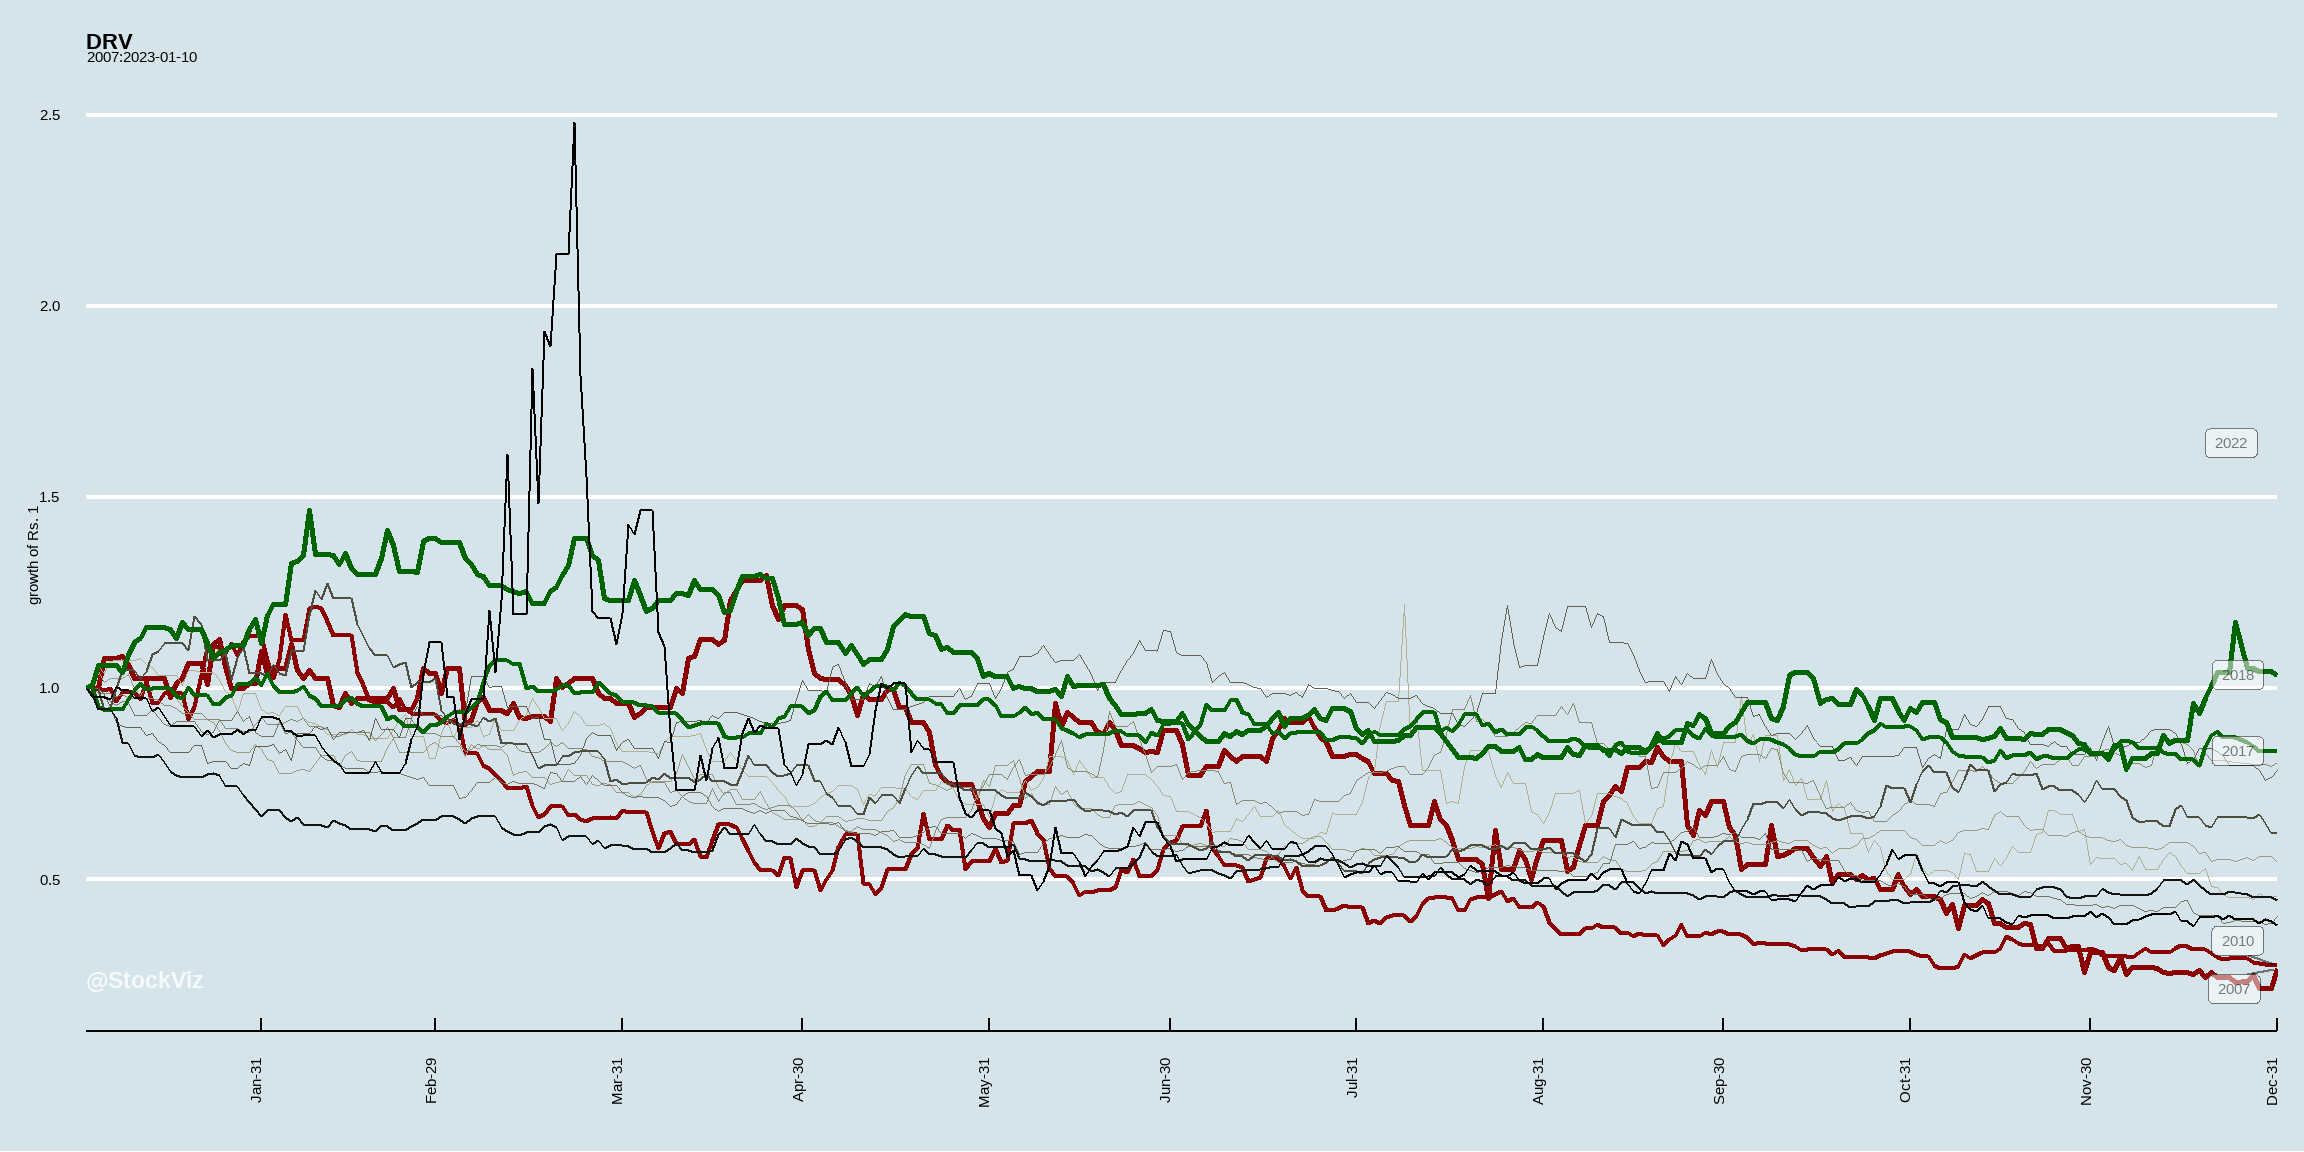 DRV
2007:2023-01-10
growth of Rs. 1
2.5
2.0
1.5
1.0
0.5
2022
2018
2017
2010
2007
@StockViz
Jan-31
Feb-29
Mar-31
Apr-30
May-31
Jun-30
Jul-31
Aug-31
Sep-30
Oct-31
Nov-30
Dec-31